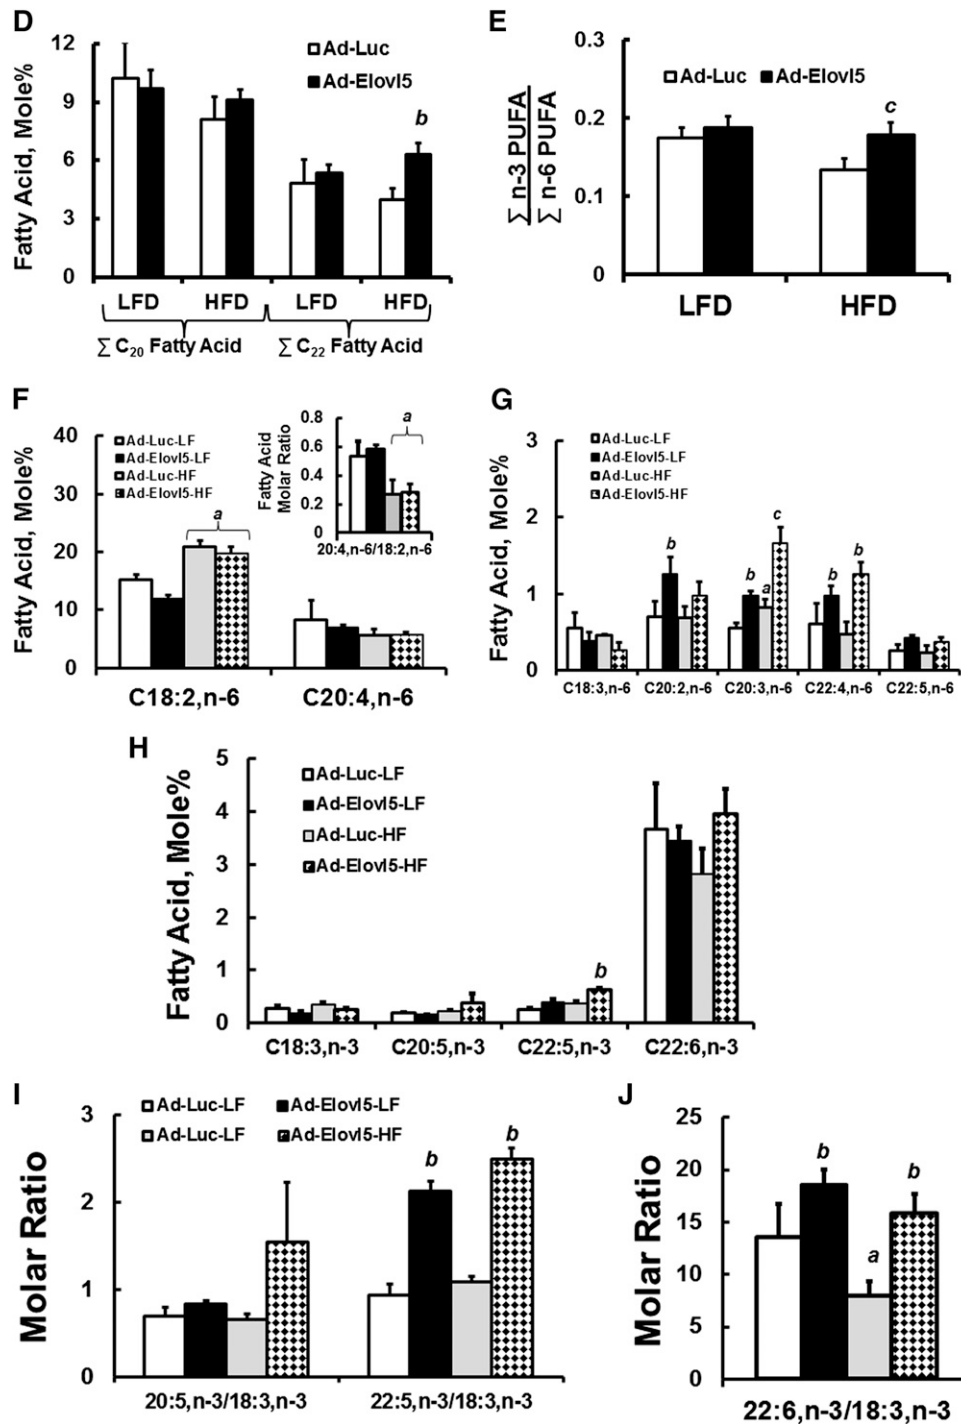 D
12
9
6
3
0
Fatty Acid, Mole%
Ad-Luc
Ad-Elovl5
b
LFD HFD LFD HFD
∑ C20 Fatty Acid ∑ C22 Fatty Acid
E
0.3
0.2
0.1
0
∑ n-3 PUFA
∑ n-6 PUFA
Ad-Luc Ad-Elovl5
c
LFD HFD
F
40
30
20
10
0
Fatty Acid, Mole%
Ad-Luc-LF
Ad-Elovl5-LF
Ad-Luc-HF
Ad-Elovl5-HF
a
0.8
0.6
0.4
0.2
0
Fatty Acid
Molar Ratio
a
20:4,n-6/18:2,n-6
C18:2,n-6 C20:4,n-6
G
3
2
1
0
Fatty Acid, Mole%
Ad-Luc-LF
Ad-Elovl5-LF
Ad-Luc-HF
Ad-Elovl5-HF
b b a c b b
C18:3,n-6 C20:2,n-6 C20:3,n-6 C22:4,n-6 C22:5,n-6
H
5
4
3
2
1
0
Fatty Acid, Mole%
Ad-Luc-LF
Ad-Elovl5-LF
Ad-Luc-HF
Ad-Elovl5-HF
b
C18:3,n-3 C20:5,n-3 C22:5,n-3 C22:6,n-3
I
3
2
1
0
Molar Ratio
Ad-Luc-LF Ad-Elovl5-LF
Ad-Luc-LF Ad-Elovl5-HF
b b
20:5,n-3/18:3,n-3 22:5,n-3/18:3,n-3
J
25
20
15
10
5
0
Molar Ratio
b a b
22:6,n-3/18:3,n-3